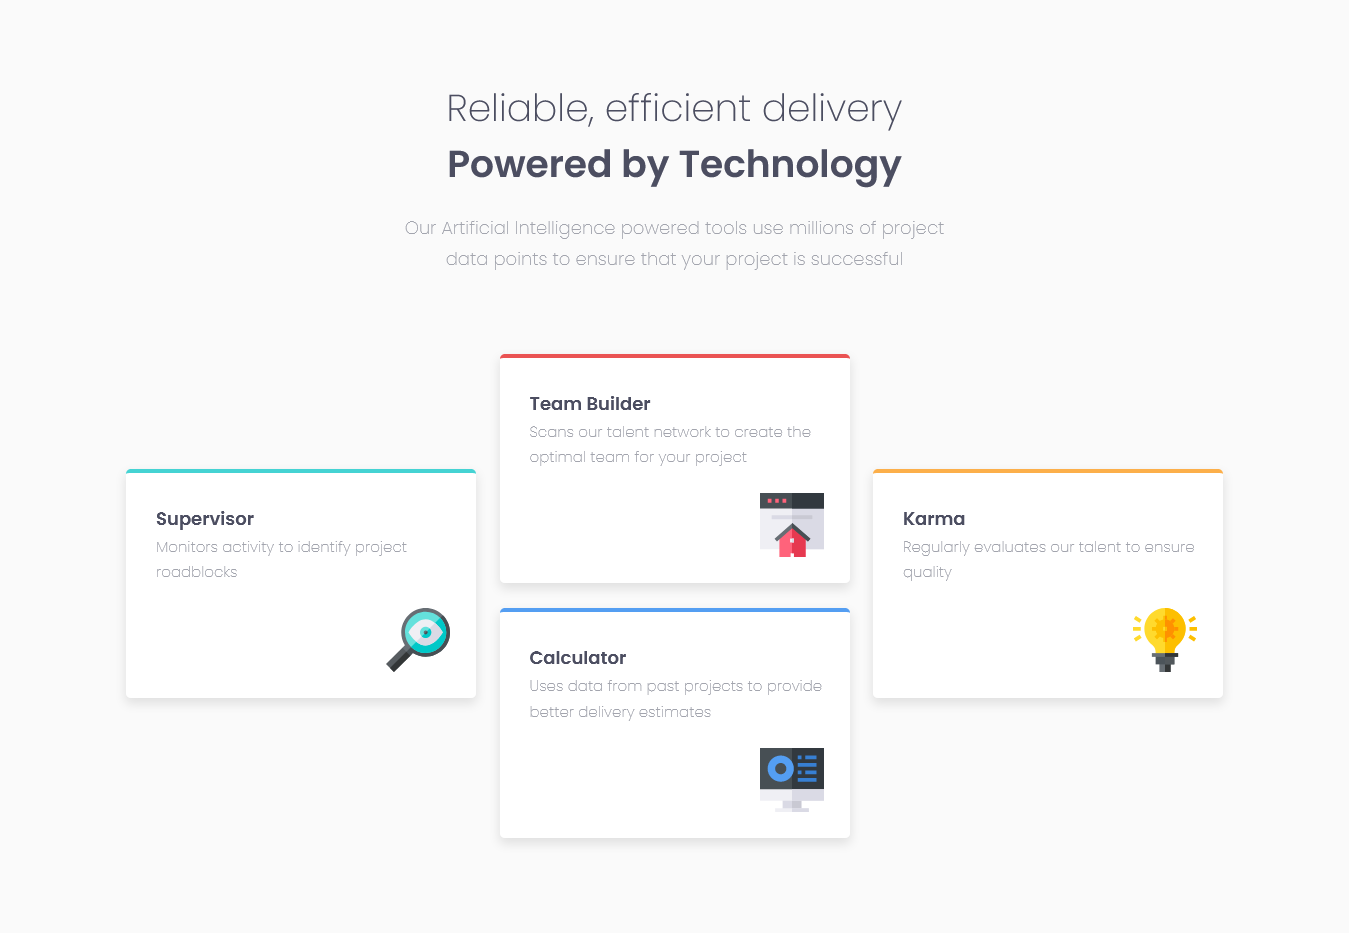 Reliable, efficient delivery
Powered by Technology
Our Artificial Intelligence powered tools use millions of project
data points to ensure that your project is successful
Supervisor
Monitors activity to identify project
roadblocks
Team Builder
Scans our talent network to create the
optimal team for your project
Calculator
Uses data from past projects to provide
better delivery estimates
Karma
Regularly evaluates our talent to ensure
quality